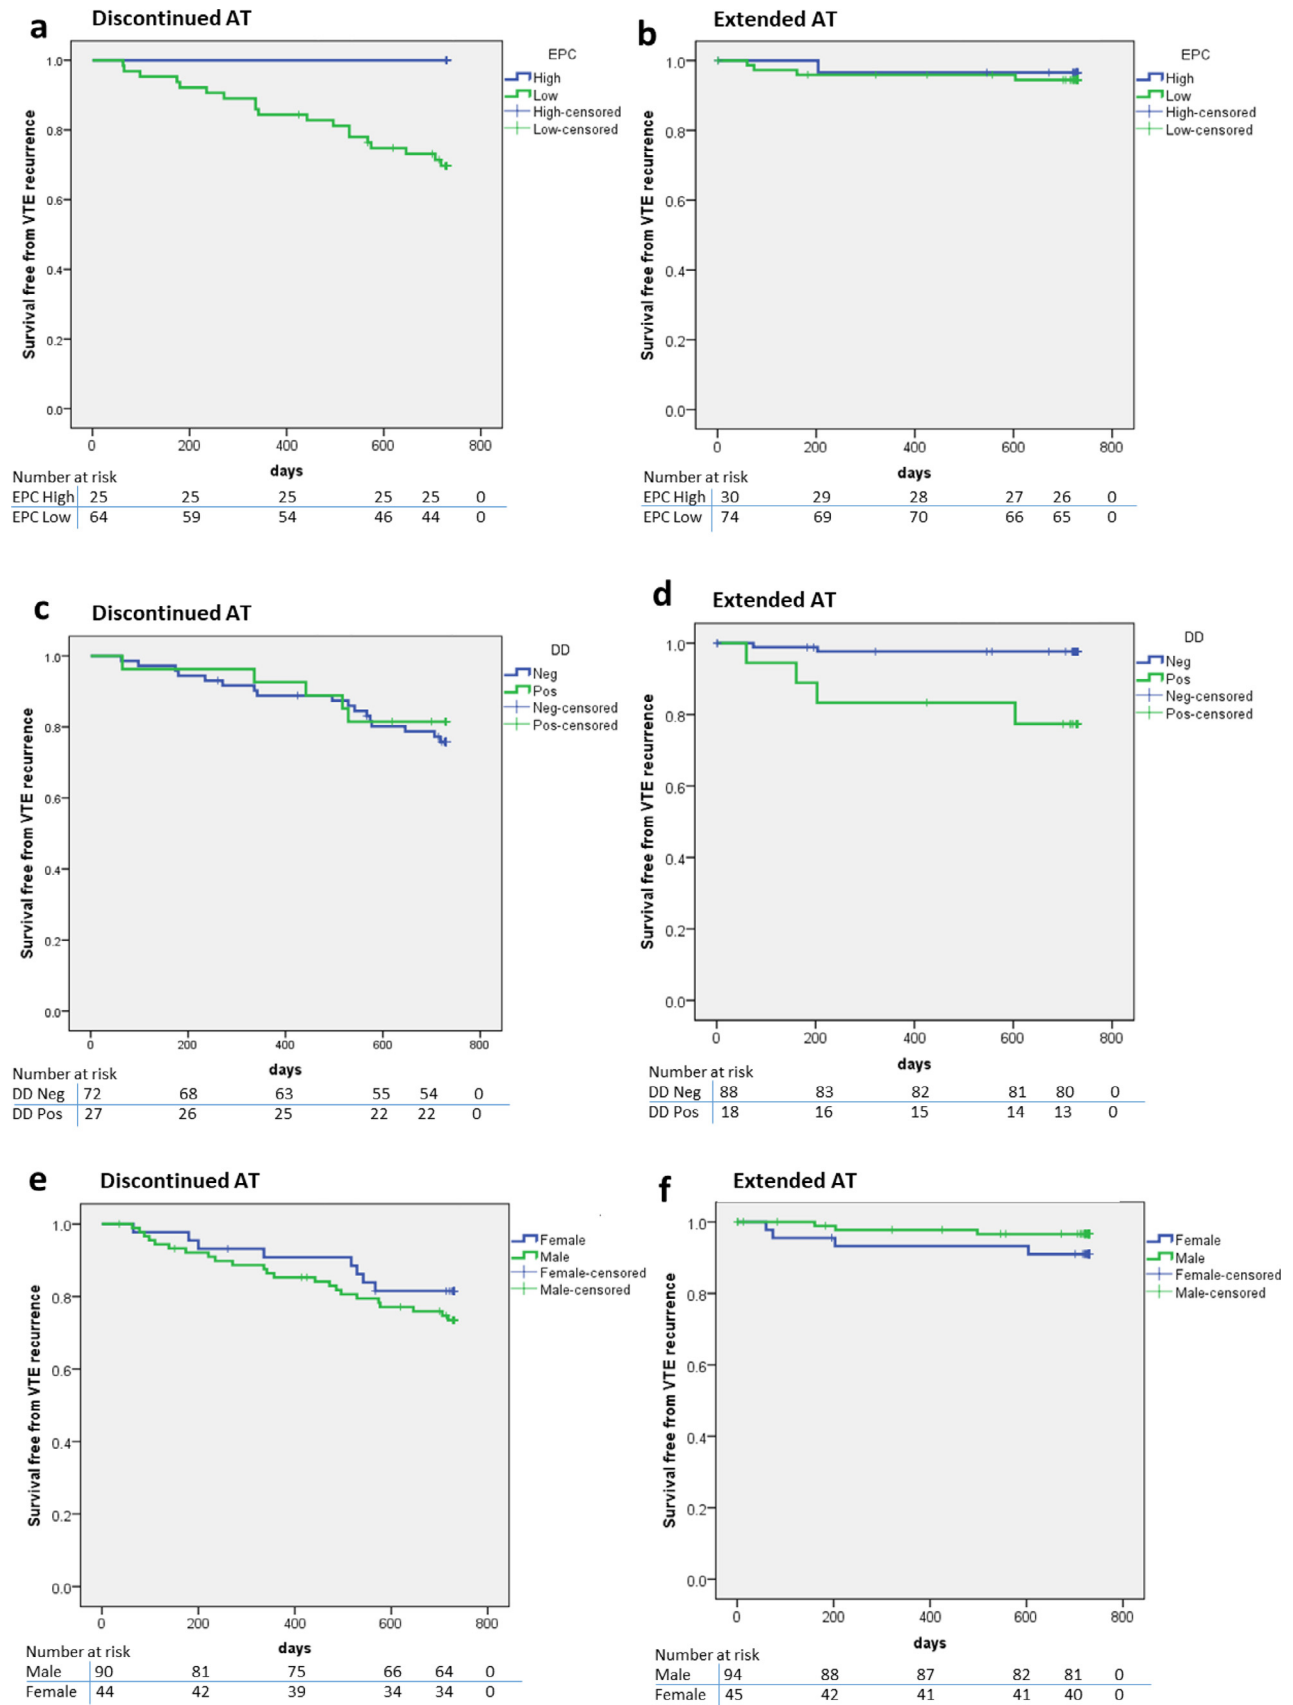 a Discontinued AT
Survival free from VTE recurrence
1.0
0.8
0.6
0.4
0.2
0.0
0 200 400 600 800
days
EPC
High
Low
High-censored
Low-censored
Number at risk
EPC High 25 25 25 25 25 0
EPC Low 64 59 54 46 44 0
b Extended AT
Survival free from VTE recurrence
1.0
0.8
0.6
0.4
0.2
0.0
0 200 400 600 800
days
EPC
High
Low
High-censored
Low-censored
Number at risk
EPC High 30 29 28 27 26 0
EPC Low 74 69 70 66 65 0
c Discontinued AT
Survival free from VTE recurrence
1.0
0.8
0.6
0.4
0.2
0.0
0 200 400 600 800
days
DD
Neg
Pos
Neg-censored
Pos-censored
Number at risk
DD Neg 72 68 63 55 54 0
DD Pos 27 26 25 22 22 0
d Extended AT
Survival free from VTE recurrence
1.0
0.8
0.6
0.4
0.2
0.0
0 200 400 600 800
days
DD
Neg
Pos
Neg-censored
Pos-censored
Number at risk
DD Neg 88 83 82 81 80 0
DD Pos 18 16 15 14 13 0
e Discontinued AT
Survival free from VTE recurrence
1.0
0.8
0.6
0.4
0.2
0.0
0 200 400 600 800
days
Female
Male
Female-censored
Male-censored
Number at risk
Male 90 81 75 66 64 0
Female 44 42 39 34 34 0
f Extended AT
Survival free from VTE recurrence
1.0
0.8
0.6
0.4
0.2
0.0
0 200 400 600 800
days
Female
Male
Female-censored
Male-censored
Number at risk
Male 94 88 87 82 81 0
Female 45 42 41 41 40 0